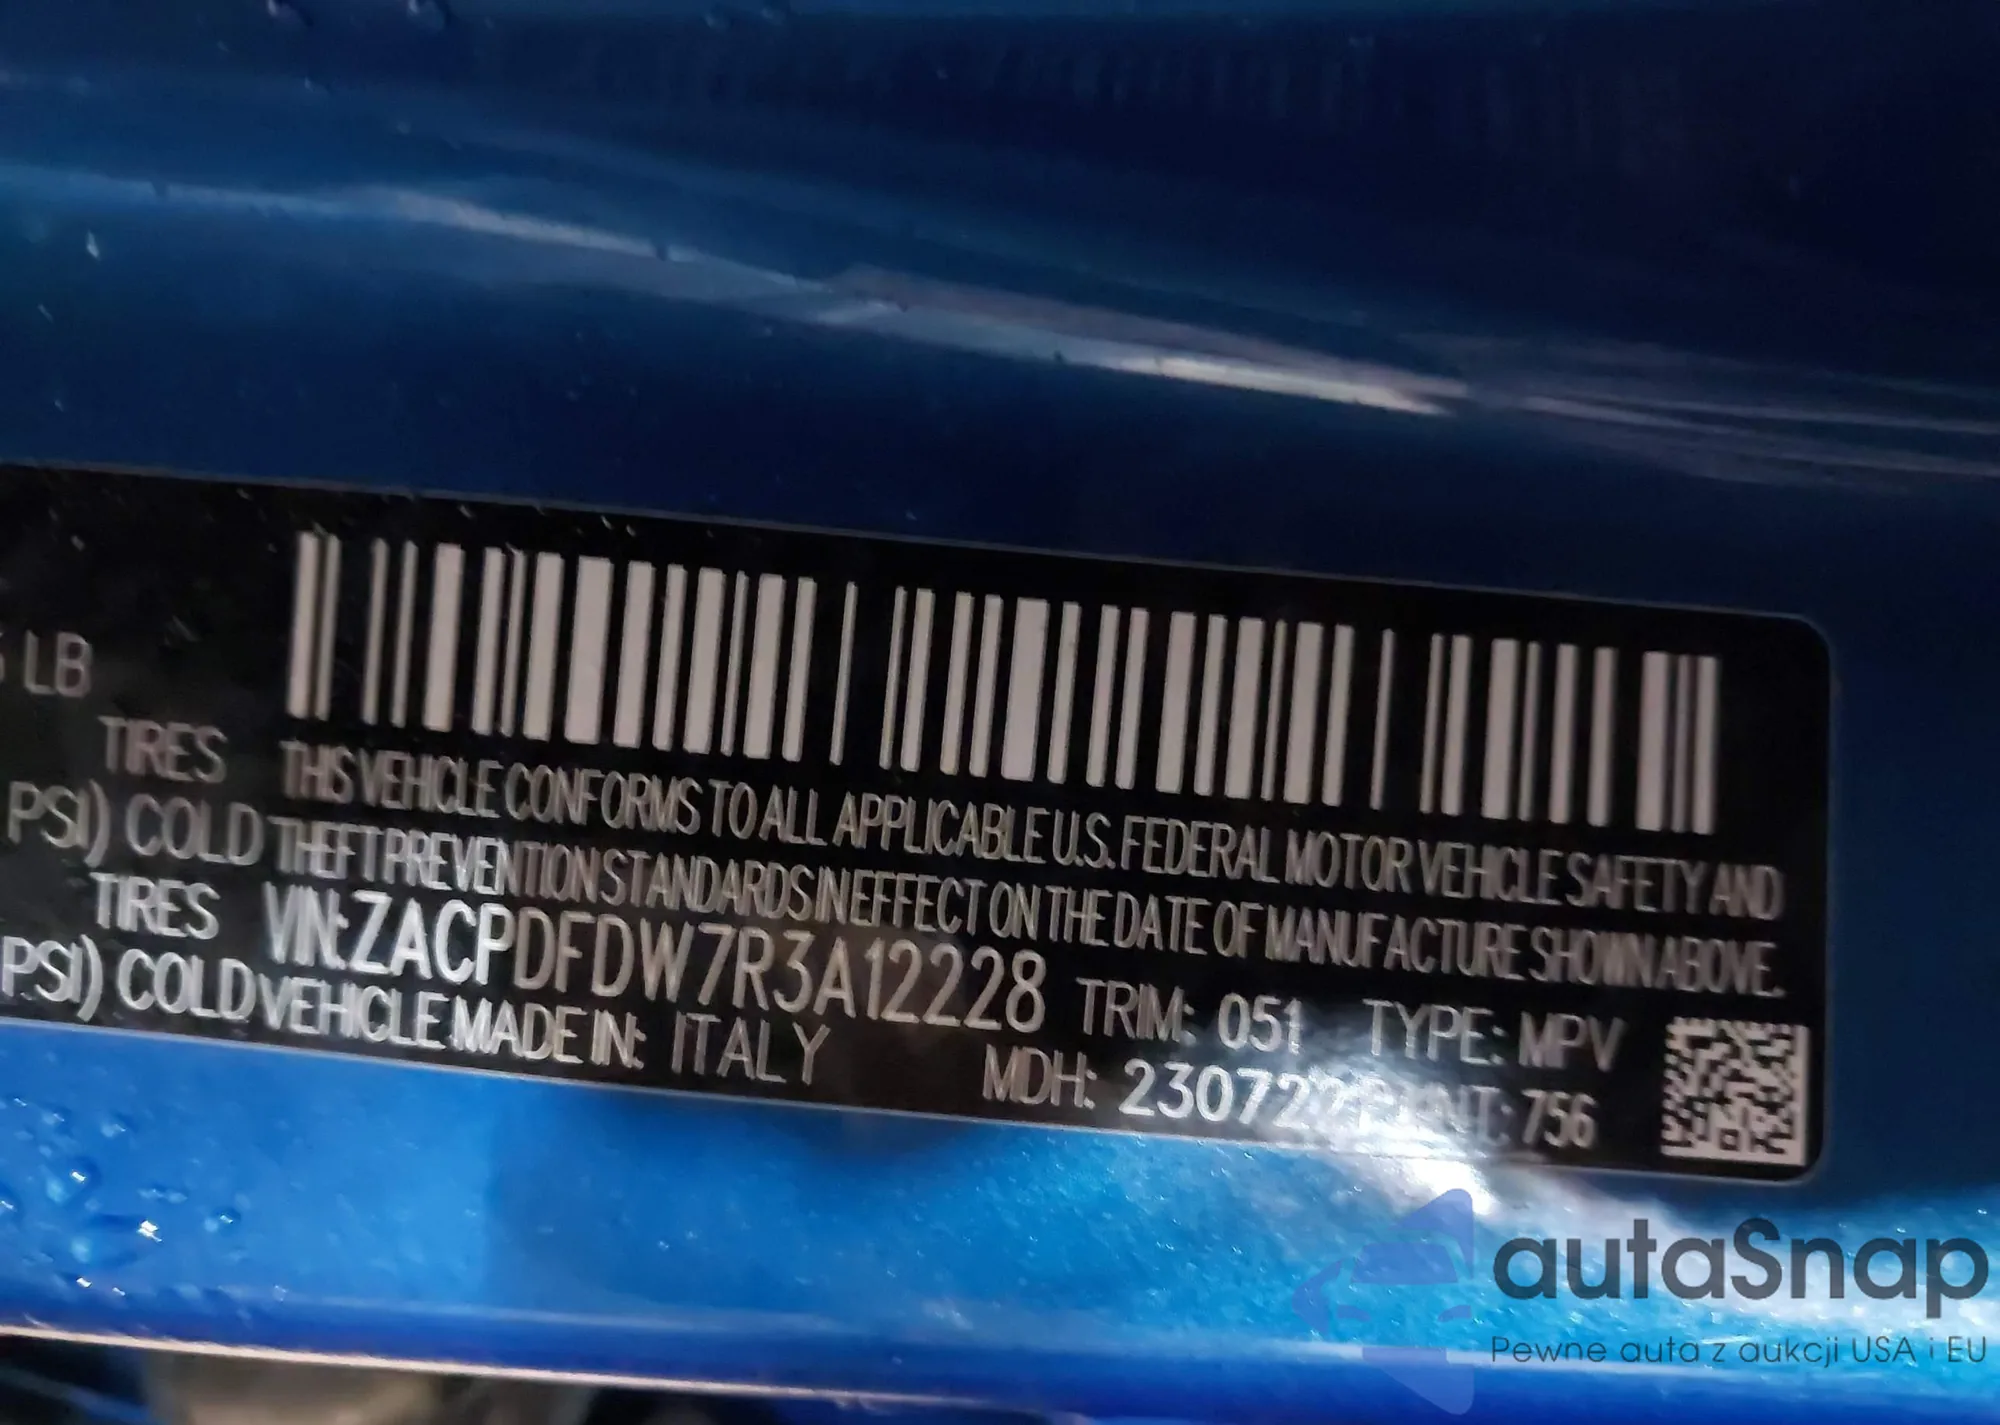 LB
TIRES
PSI) COLD
TIRES
PSI) COLD
THIS VEHICLE CONFORMS TO ALL APPLICABLE U.S. FEDERAL MOTOR VEHICLE SAFETY AND
THEFT PREVENTION STANDARDS IN EFFECT ON THE DATE OF MANUFACTURE SHOWN ABOVE.
VIN: ZACPDFDW7R3A12228 TRIM: 051 TYPE: MPV
VEHICLE MADE IN: ITALY MDH: 756
autaSnap
Pewne auta z aukcji USA i EU